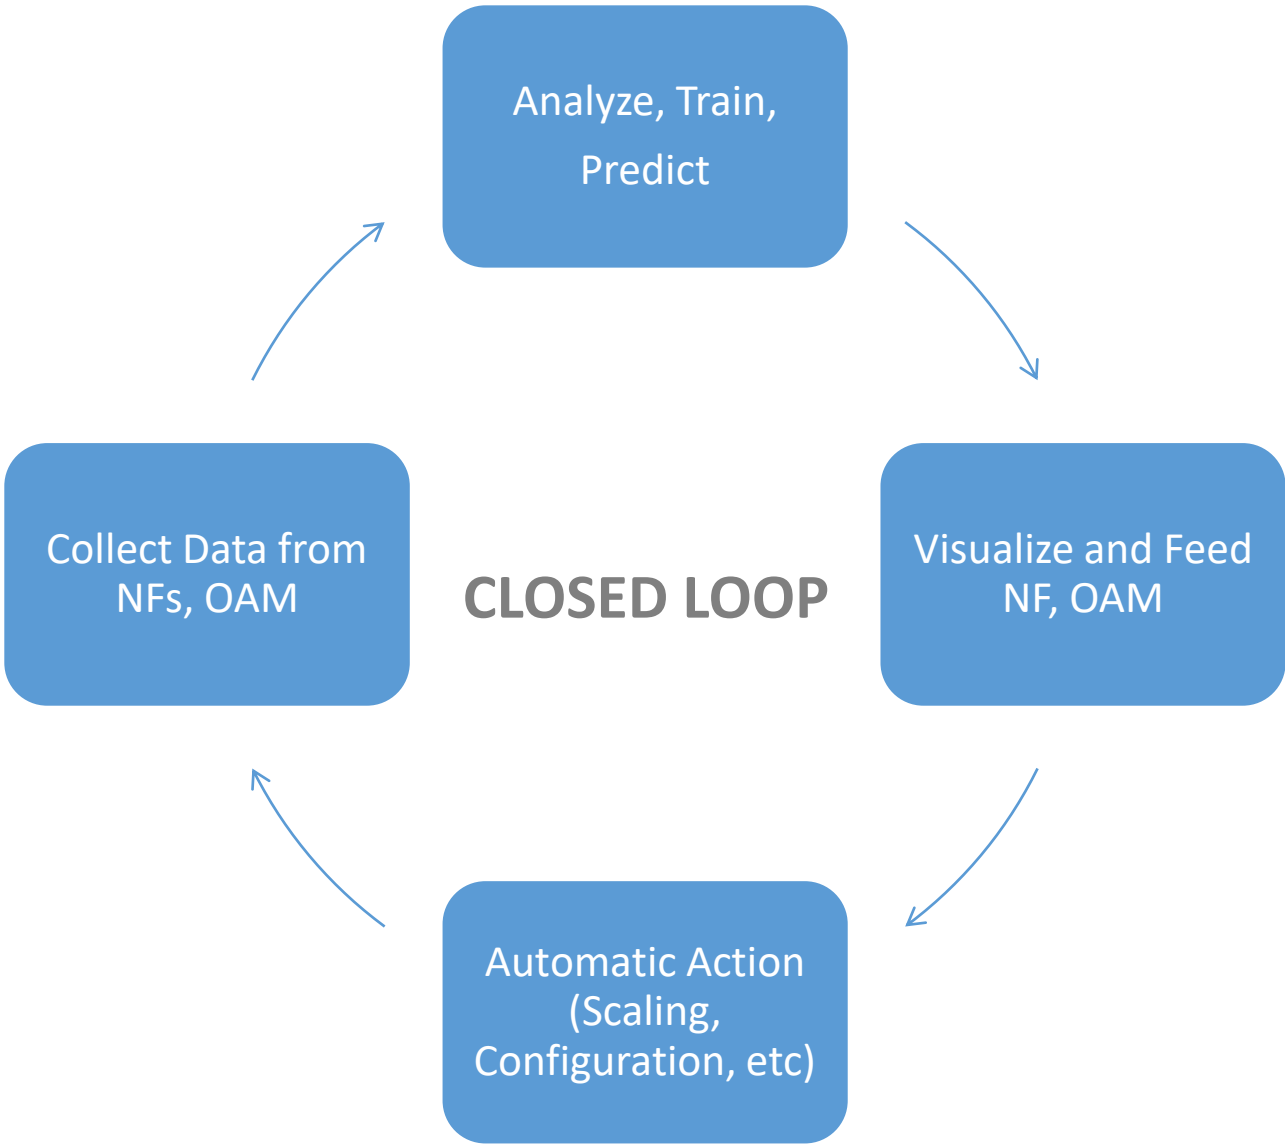 Analyze, Train,
Predict
Collect Data from
NFs, OAM
CLOSED LOOP
Visualize and Feed
NF, OAM
Automatic Action
(Scaling,
Configuration, etc)